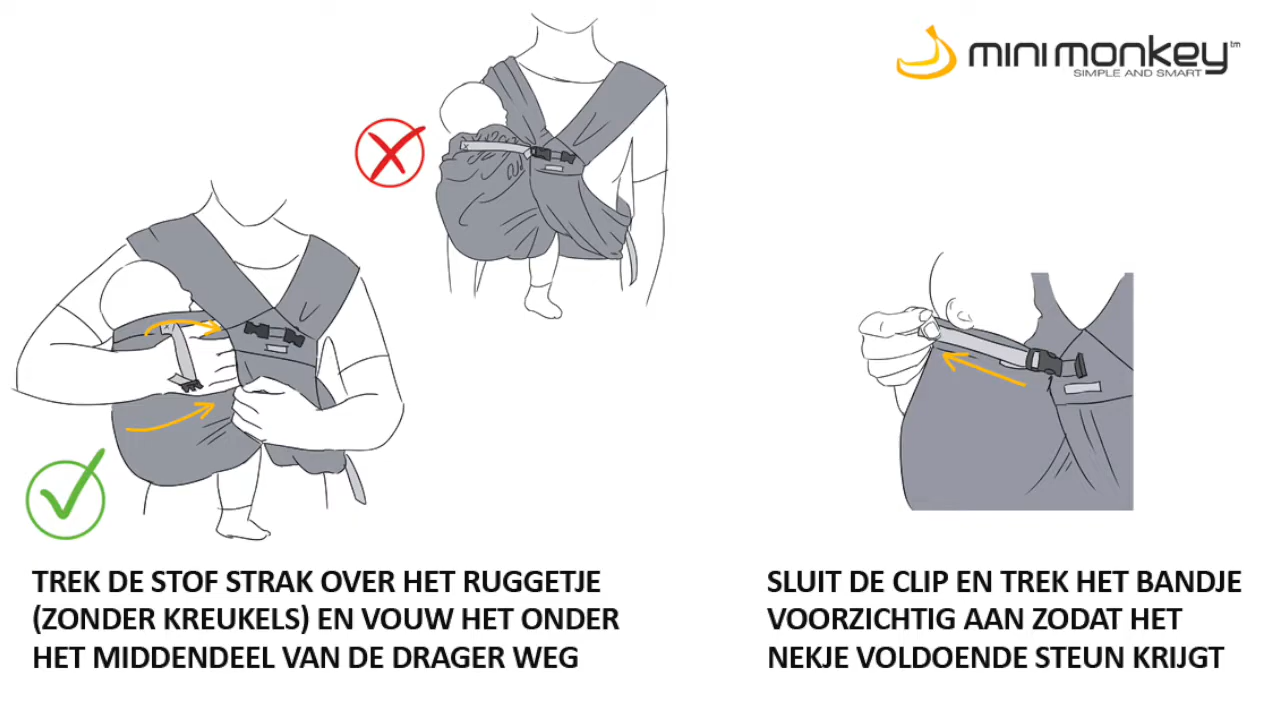 minimonkey™
SIMPLE AND SMART
TREK DE STOF STRAK OVER HET RUGGETJE
(ZONDER KREUKELS) EN VOUW HET ONDER
HET MIDDENDEEL VAN DE DRAGER WEG
SLUIT DE CLIP EN TREK HET BANDJE
VOORZICHTIG AAN ZODAT HET
NEKJE VOLDOENDE STEUN KRIJGT